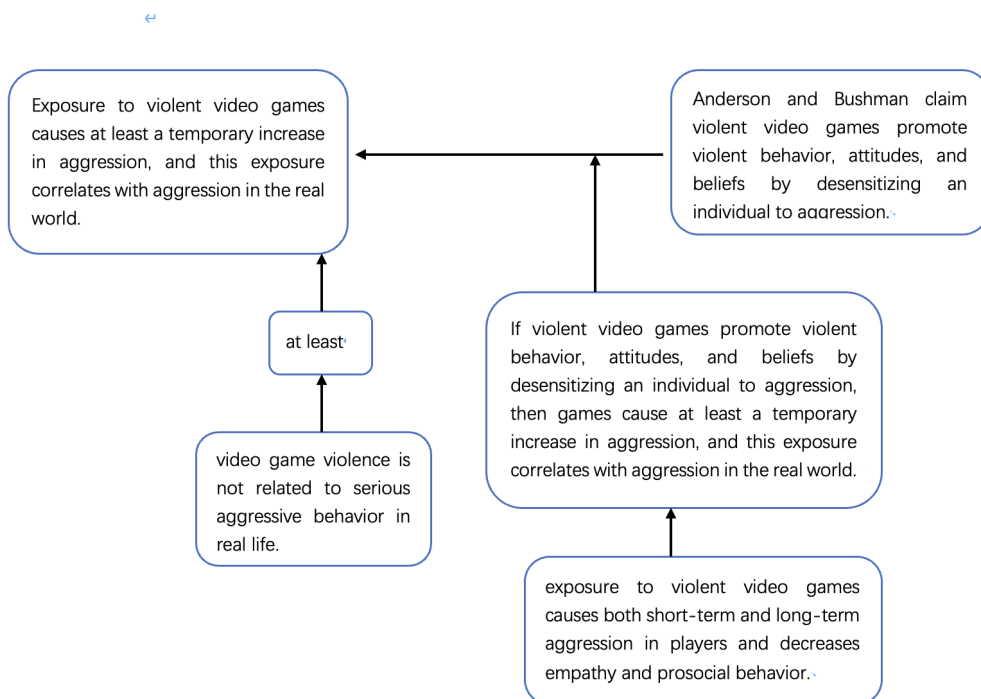 Exposure to violent video games
causes at least a temporary increase
in aggression, and this exposure
correlates with aggression in the real
world.
Anderson and Bushman claim
violent video games promote
violent behavior, attitudes, and
beliefs by desensitizing an
individual to aggression.
at least
If violent video games promote violent
behavior, attitudes, and beliefs by
desensitizing an individual to aggression,
then games cause at least a temporary
increase in aggression, and this exposure
correlates with aggression in the real world.
video game violence is
not related to serious
aggressive behavior in
real life.
exposure to violent video games
causes both short-term and long-term
aggression in players and decreases
empathy and prosocial behavior.